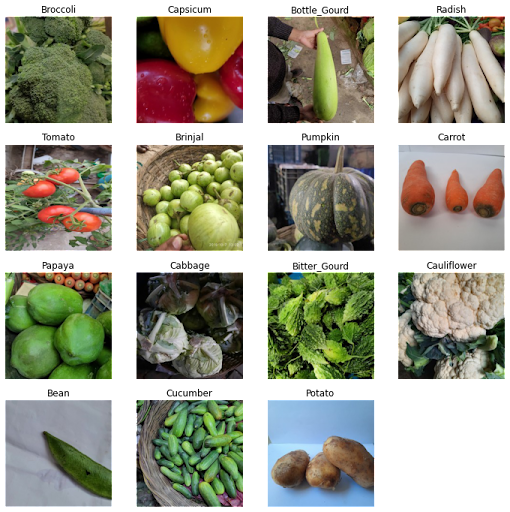 Broccoli
Capsicum
Bottle_Gourd
Radish
Tomato
Brinjal
Pumpkin
Carrot
Papaya
Cabbage
Bitter_Gourd
Cauliflower
Bean
Cucumber
Potato